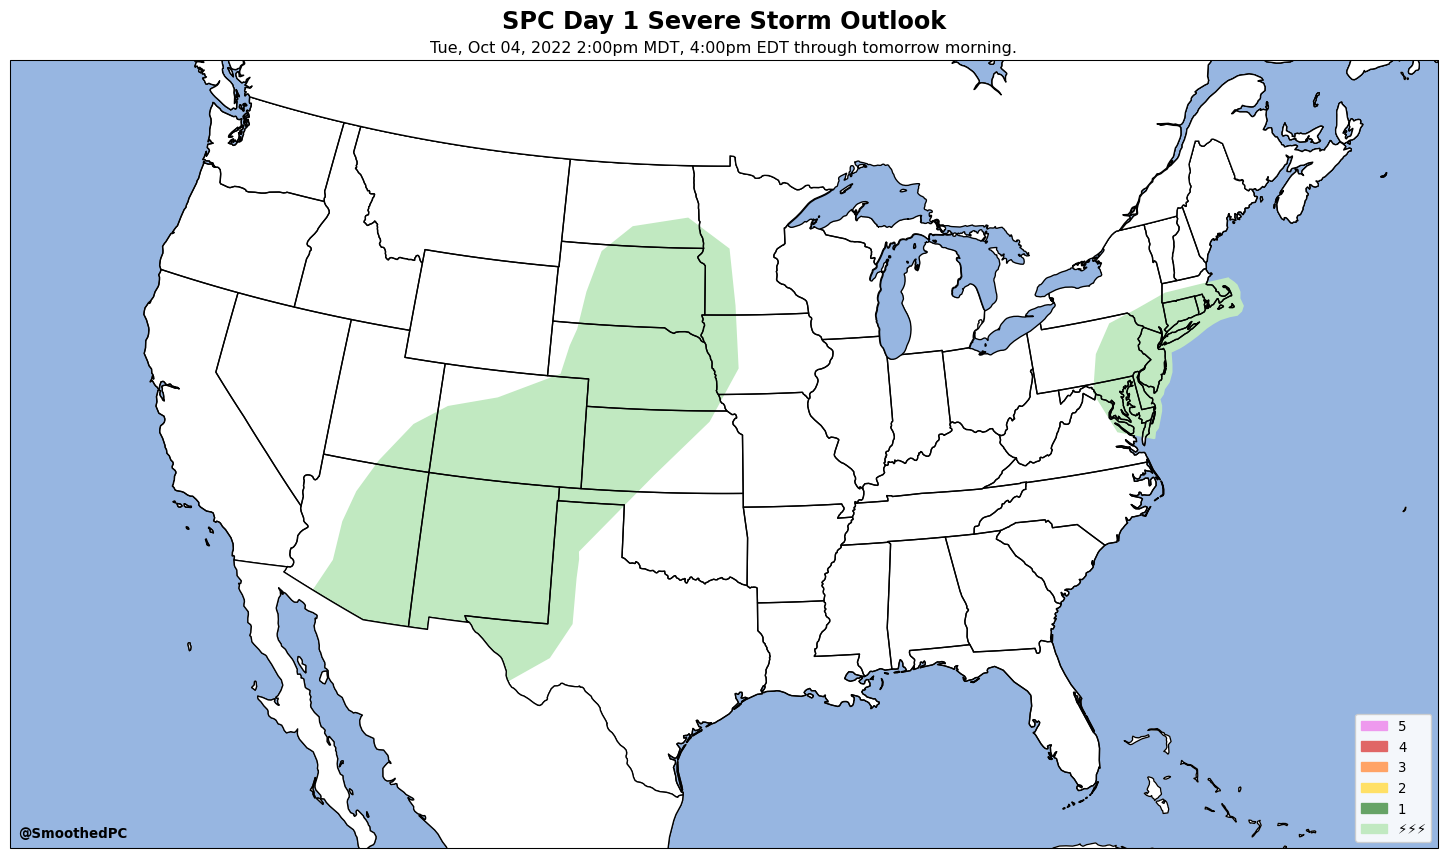 SPC Day 1 Severe Storm Outlook
Tue, Oct 04, 2022 2:00pm MDT, 4:00pm EDT through tomorrow morning.
5
4
3
2
1
⚡⚡⚡
@SmoothedPC